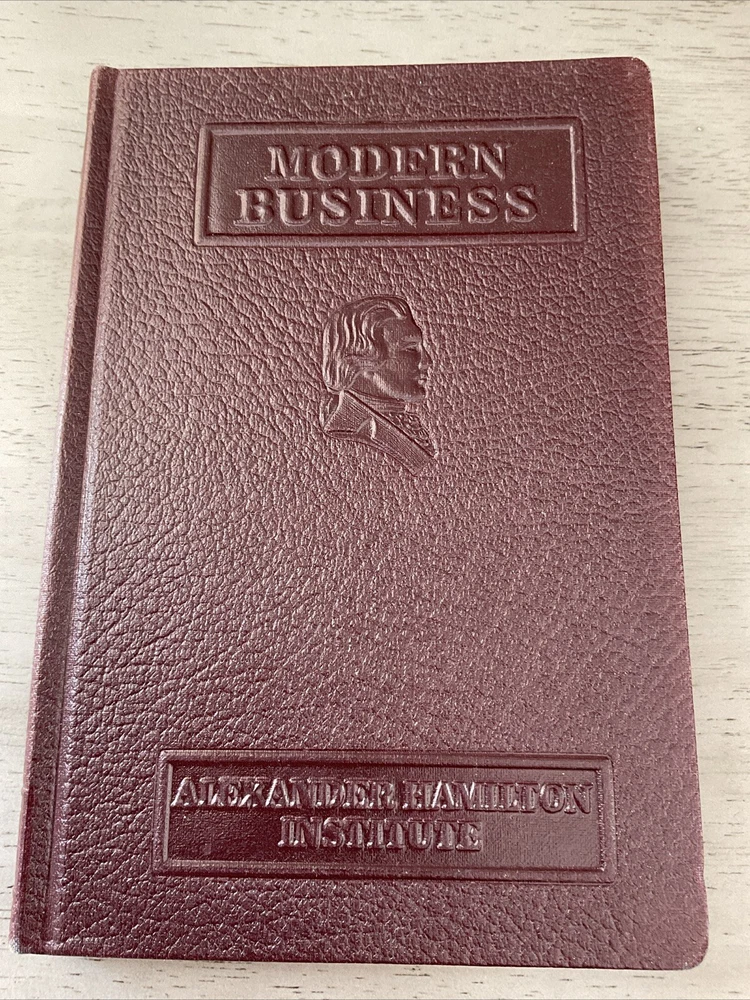 MODERN
BUSINESS
ALEXANDER HAMILTON
INSTITUTE